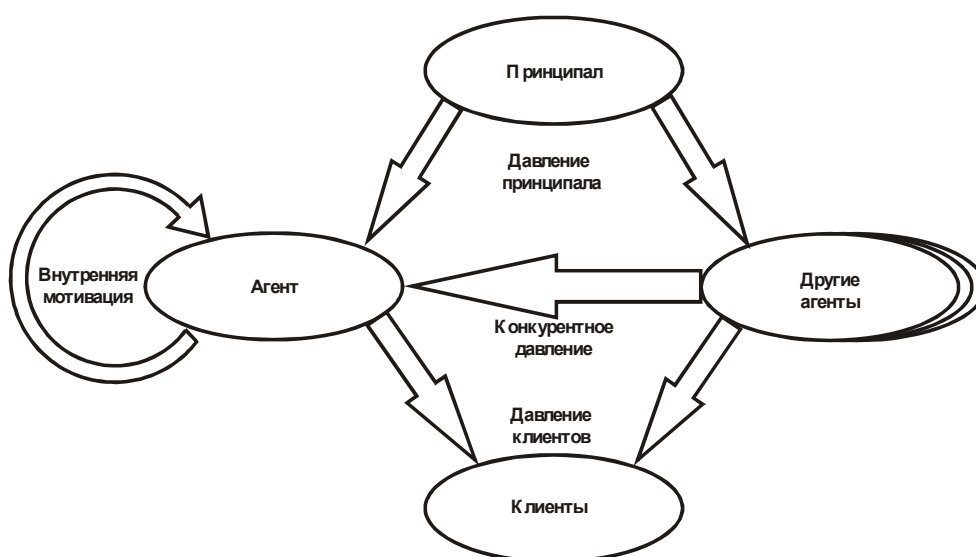 Принципал
Давление
принципала
Внутренняя
мотивация
Агент
Другие
агенты
Конкурентное
давление
Давление
клиентов
Клиенты